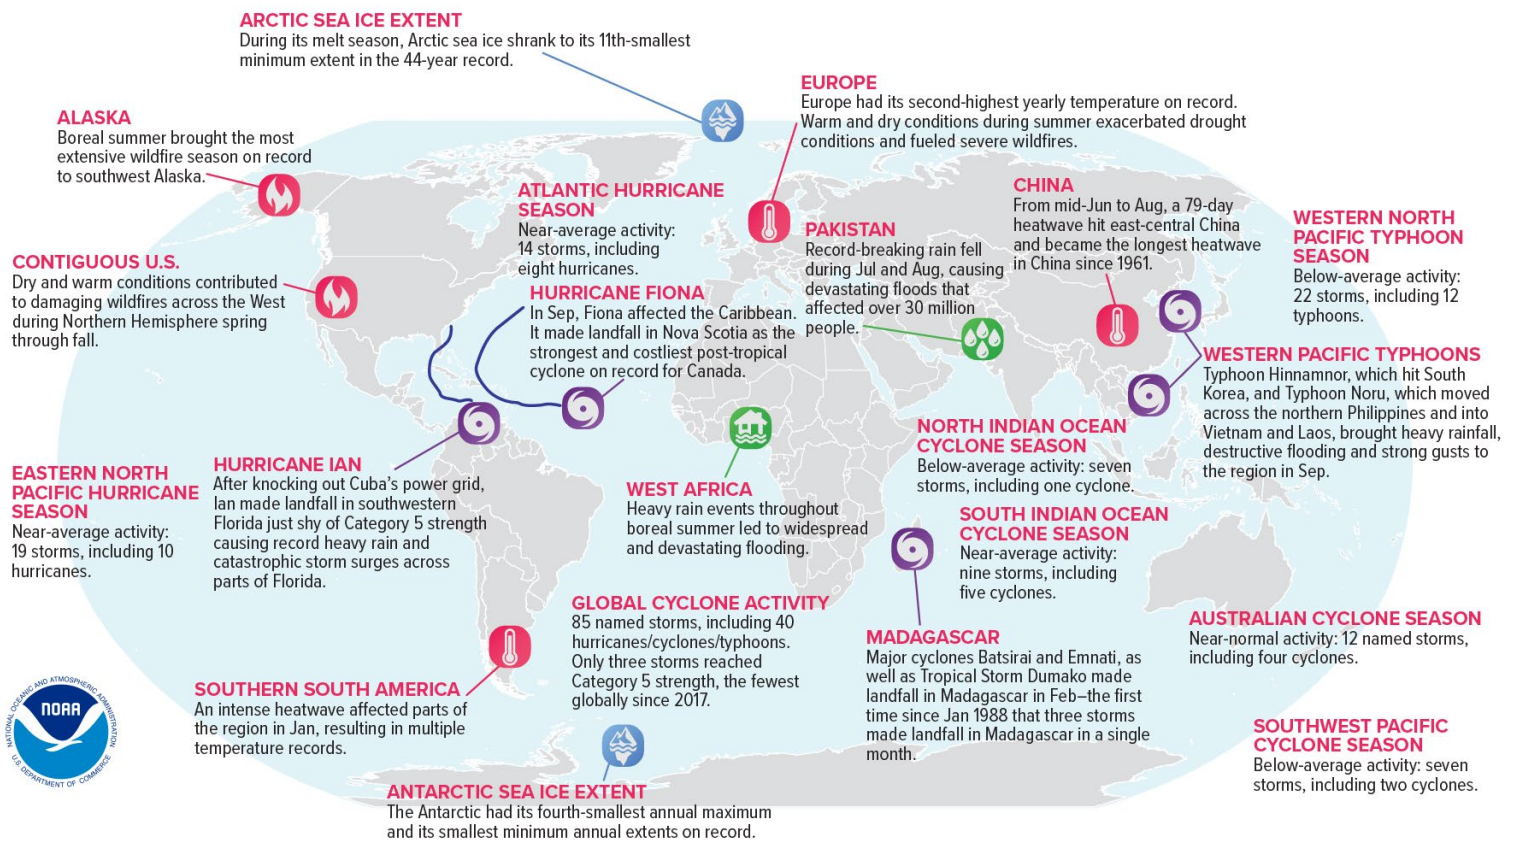 ARCTIC SEA ICE EXTENT
During its melt season, Arctic sea ice shrank to its 11th-smallest
minimum extent in the 44-year record.
EUROPE
Europe had its second-highest yearly temperature on record.
Warm and dry conditions during summer exacerbated drought
conditions and fueled severe wildfires.
ALASKA
Boreal summer brought the most
extensive wildfire season on record
to southwest Alaska.
ATLANTIC HURRICANE
SEASON
Near-average activity:
14 storms, including
eight hurricanes.
CHINA
From mid-Jun to Aug, a 79-day
heatwave hit east-central China
and became the longest heatwave
in China since 1961.
WESTERN NORTH
PACIFIC TYPHOON
SEASON
Below-average activity:
22 storms, including 12
typhoons.
PAKISTAN
Record-breaking rain fell
during Jul and Aug, causing
devastating floods that
affected over 30 million
people.
CONTIGUOUS U.S.
Dry and warm conditions contributed
to damaging wildfires across the West
during Northern Hemisphere spring
through fall.
HURRICANE FIONA
In Sep, Fiona affected the Caribbean.
It made landfall in Nova Scotia as the
strongest and costliest post-tropical
cyclone on record for Canada.
WESTERN PACIFIC TYPHOONS
Typhoon Hinnamnor, which hit South
Korea, and Typhoon Noru, which moved
across the northern Philippines and into
Vietnam and Laos, brought heavy rainfall,
destructive flooding and strong gusts to
the region in Sep.
NORTH INDIAN OCEAN
CYCLONE SEASON
Below-average activity: seven
storms, including one cyclone.
EASTERN NORTH
PACIFIC HURRICANE
SEASON
Near-average activity:
19 storms, including 10
hurricanes.
HURRICANE IAN
After knocking out Cuba's power grid,
Ian made landfall in southwestern
Florida just shy of Category 5 strength
causing record heavy rain and
catastrophic storm surges across
parts of Florida.
WEST AFRICA
Heavy rain events throughout
boreal summer led to widespread
and devastating flooding.
SOUTH INDIAN OCEAN
CYCLONE SEASON
Near-average activity:
nine storms, including
five cyclones.
GLOBAL CYCLONE ACTIVITY
85 named storms, including 40
hurricanes/cyclones/typhoons.
Only three storms reached
Category 5 strength, the fewest
globally since 2017.
AUSTRALIAN CYCLONE SEASON
Near-normal activity: 12 named storms,
including four cyclones.
MADAGASCAR
Major cyclones Batsirai and Emnati, as
well as Tropical Storm Dumako made
landfall in Madagascar in Feb–the first
time since Jan 1988 that three storms
made landfall in Madagascar in a single
month.
SOUTHERN SOUTH AMERICA
An intense heatwave affected parts of
the region in Jan, resulting in multiple
temperature records.
SOUTHWEST PACIFIC
CYCLONE SEASON
Below-average activity: seven
storms, including two cyclones.
NATIONAL OCEANIC AND ATMOSPHERIC ADMINISTRATION
NOAA
U.S. DEPARTMENT OF COMMERCE
ANTARCTIC SEA ICE EXTENT
The Antarctic had its fourth-smallest annual maximum
and its smallest minimum annual extents on record.